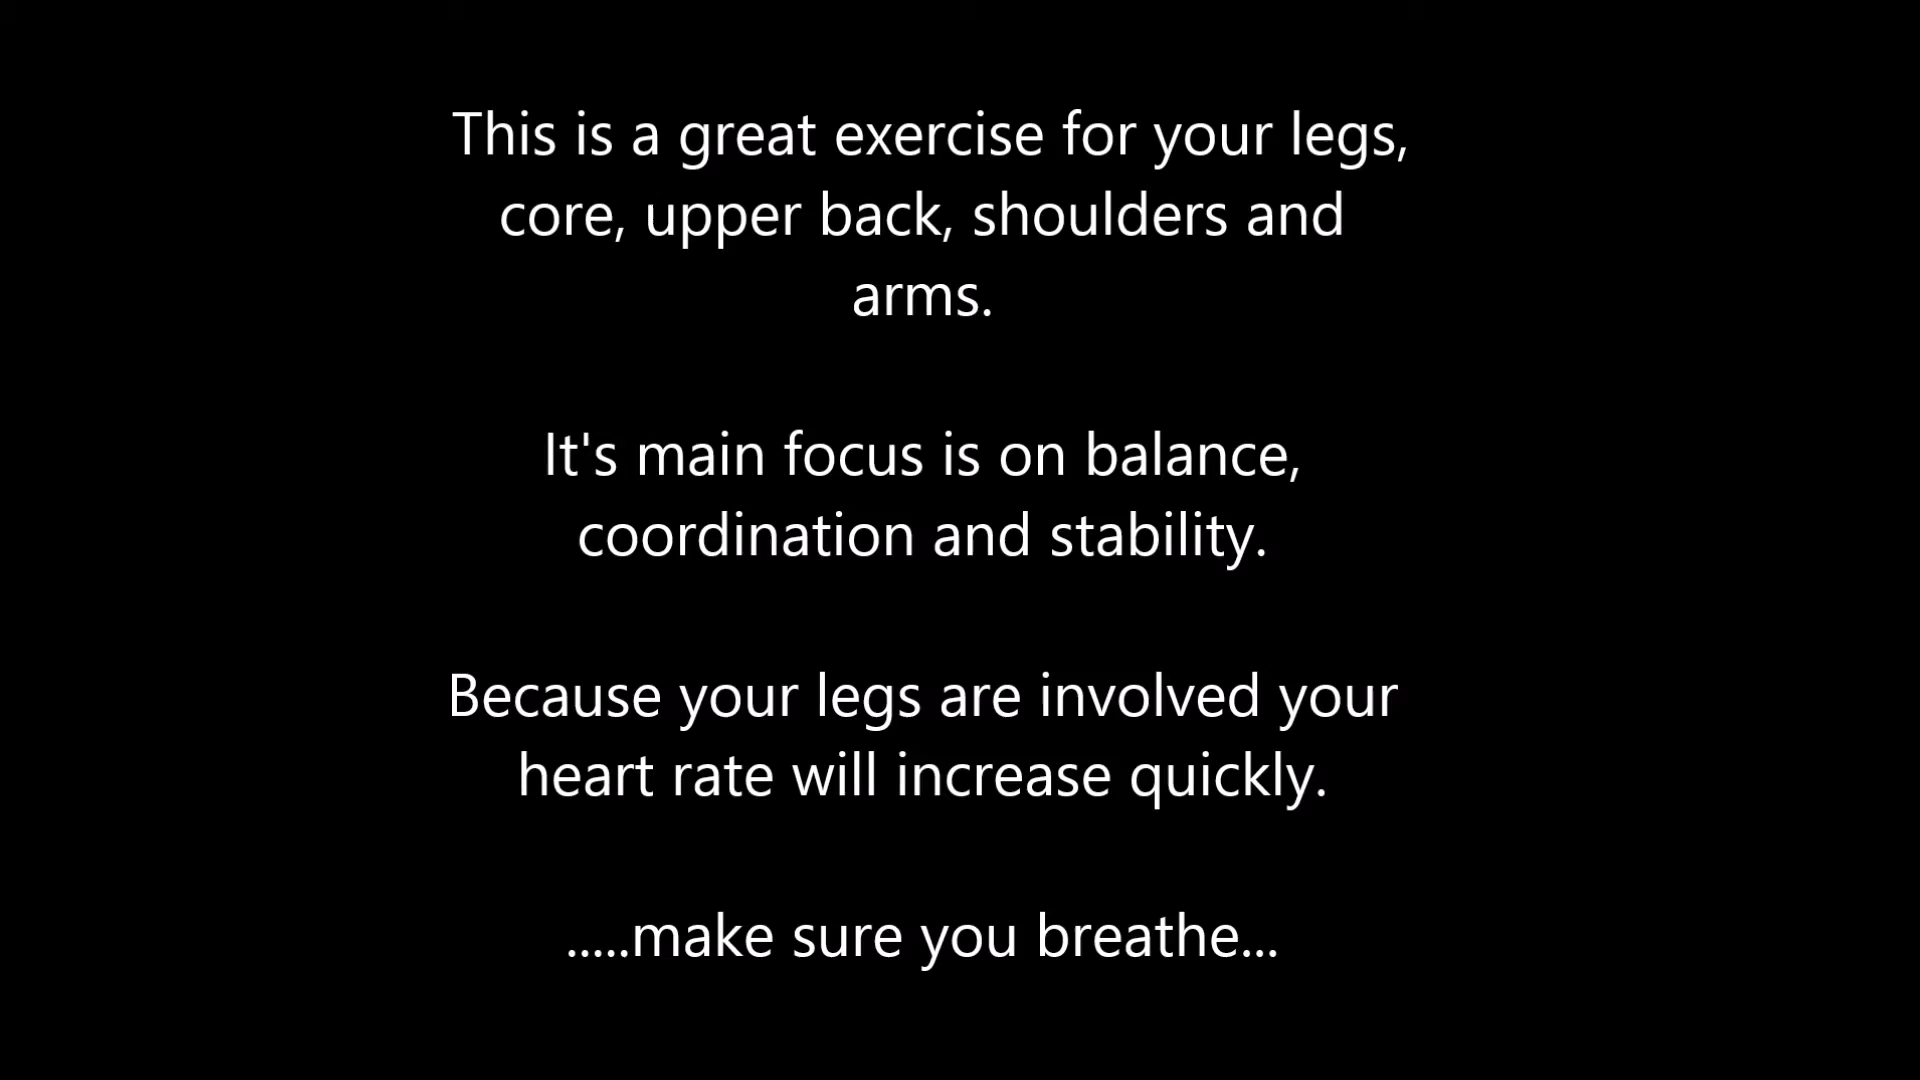 This is a great exercise for your legs,
core, upper back, shoulders and
arms.
It's main focus is on balance,
coordination and stability.
Because your legs are involved your
heart rate will increase quickly.
.....make sure you breathe...